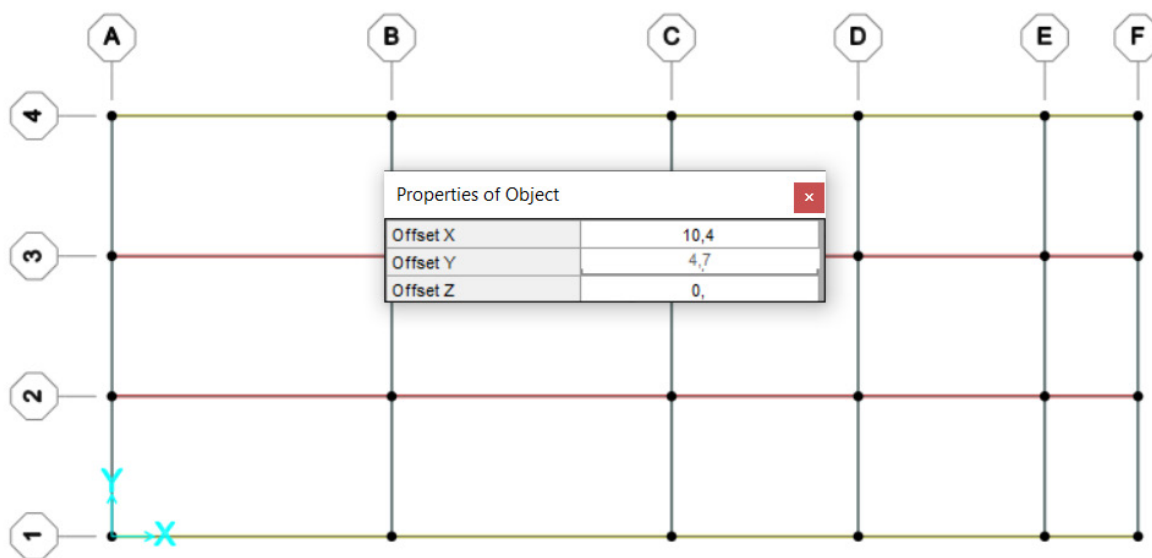 A B C D E F
4
Properties of Object ×
Offset X 10,4
3
Offset Y 4,7
Offset Z 0,
2
Y
X
1